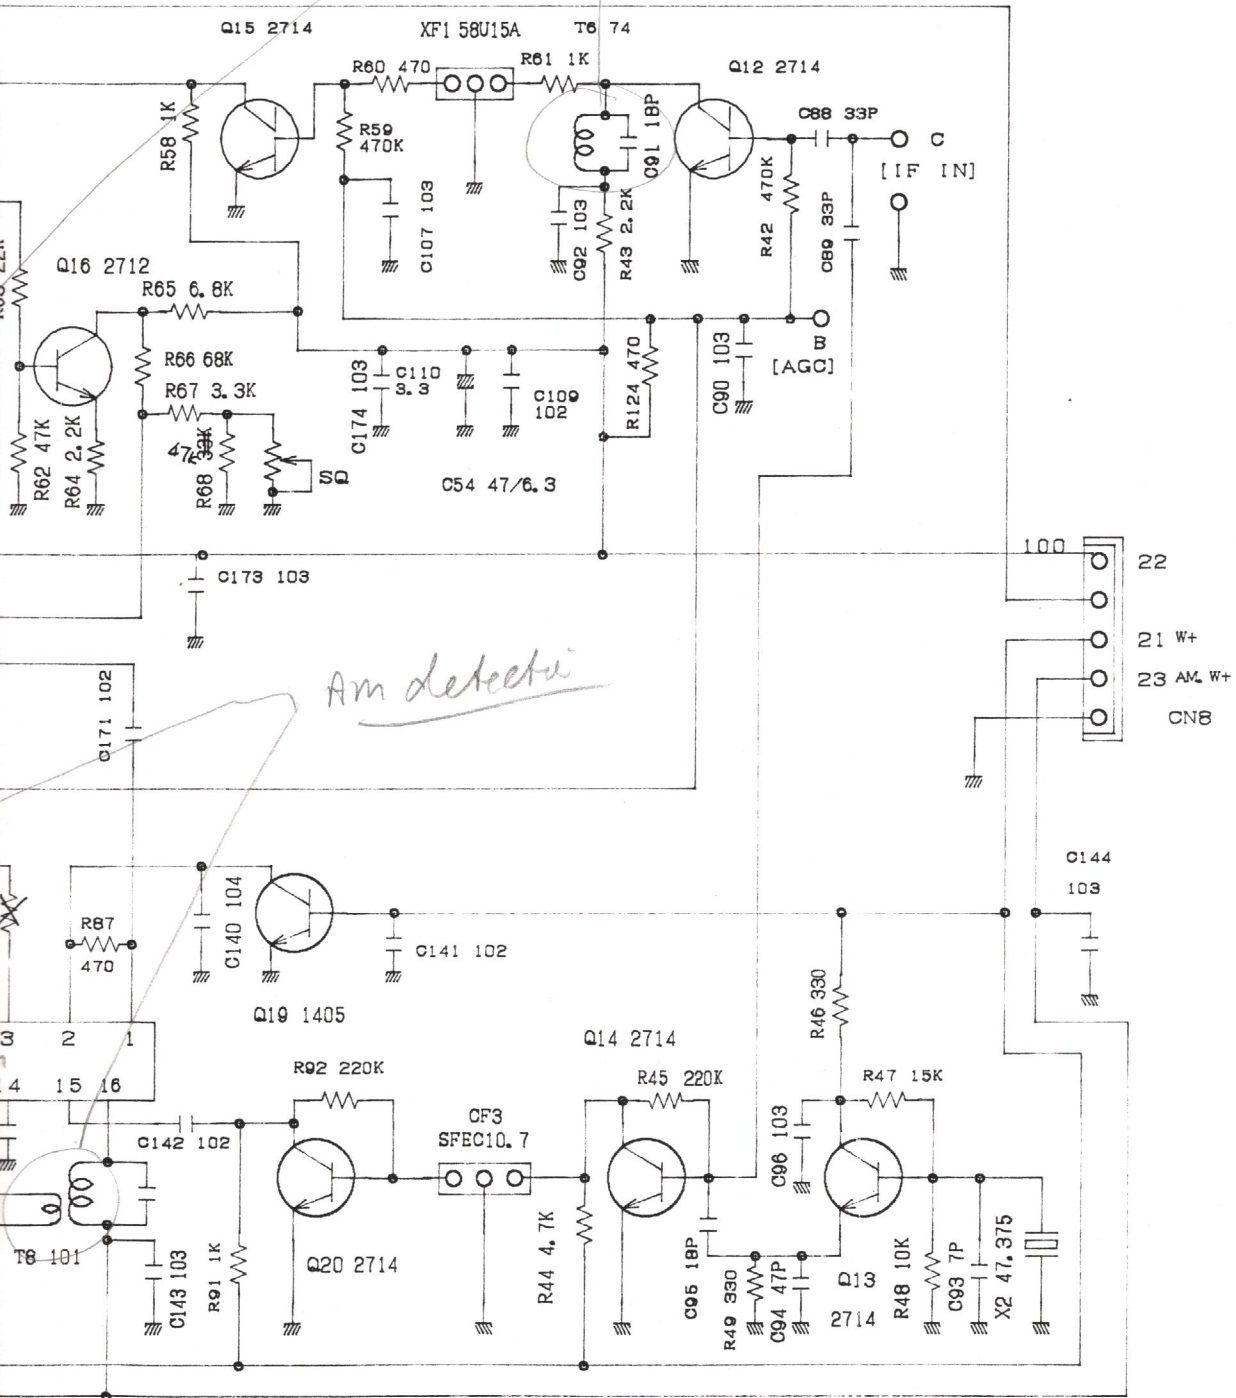 Q15 2714
XF1 58U15A
T6 74
R60 470
R61 1K
Q12 2714
R58 1K
R59
470K
C91 18P
C88 33P
C
[IF IN]
C107 103
C92 103
R43 2.2K
R42 470K
C89 33P
Q16 2712
R65 6.8K
R66 68K
R67 3.3K
C174 103
C110
3.3
C109
102
R124 470
C90 103
B
[AGC]
R62 47K
R64 2.2K
47K
R68 33K
SQ
C54 47/6.3
C173 103
100
22
21 W+
23 AM. W+
CN8
C171 102
Am detector
C144
103
R87
470
C140 104
C141 102
Q19 1405
R46 330
3 2 1
4 15 16
R92 220K
Q14 2714
R45 220K
R47 15K
C142 102
CF3
SFEC10.7
C96 103
T8 101
C143 103
R91 1K
Q20 2714
R44 4.7K
C95 18P
R49 330
C94 47P
Q13
2714
R48 10K
C93 7P
X2 47.375